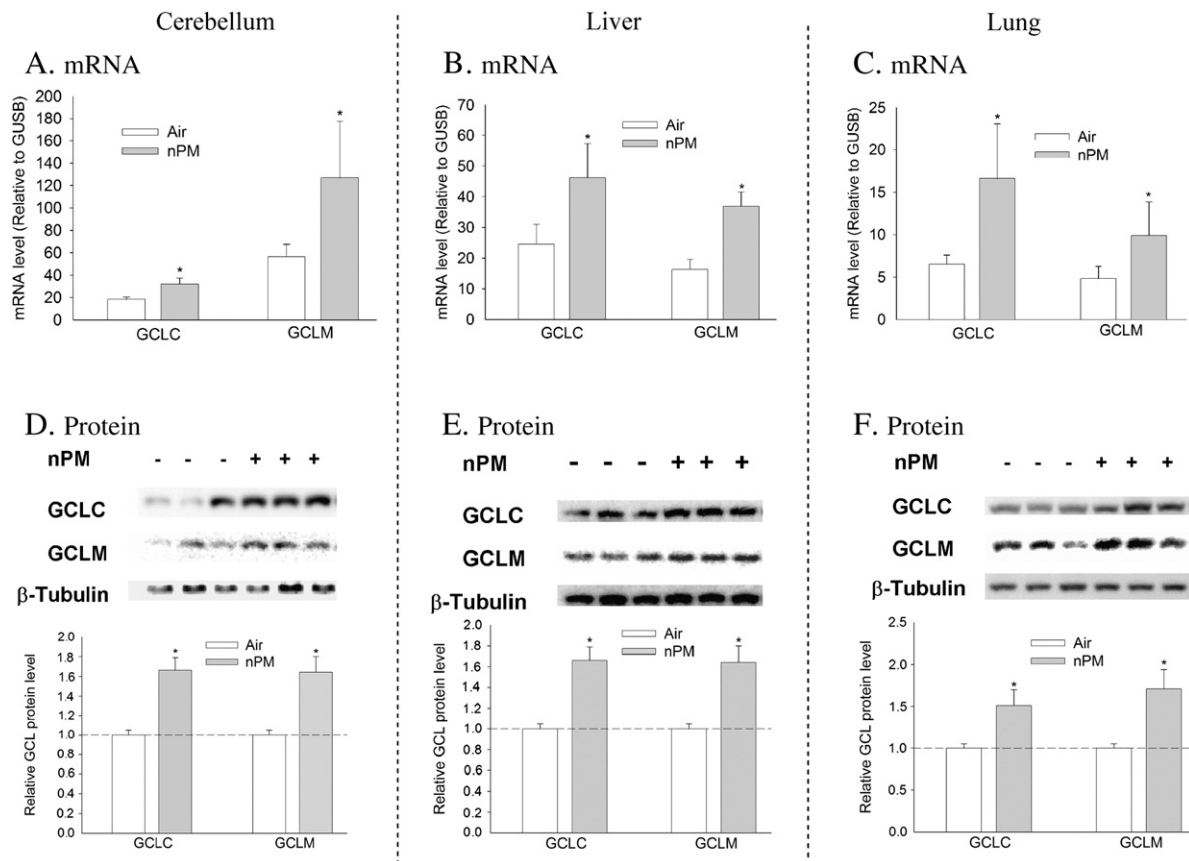 Cerebellum
Liver
Lung
A. mRNA
mRNA level (Relative to GUSB)
200
180
160
140
120
100
80
60
40
20
0
Air
nPM
*
*
GCLC
GCLM
B. mRNA
mRNA level (Relative to GUSB)
70
60
50
40
30
20
10
0
Air
nPM
*
*
GCLC
GCLM
C. mRNA
mRNA level (Relative to GUSB)
25
20
15
10
5
0
Air
nPM
*
*
GCLC
GCLM
D. Protein
nPM - - - + + +
GCLC
GCLM
β-Tubulin
Relative GCL protein level
2.0
1.8
1.6
1.4
1.2
1.0
0.8
0.6
0.4
0.2
0.0
Air
nPM
*
*
GCLC
GCLM
E. Protein
nPM - - - + + +
GCLC
GCLM
β-Tubulin
Relative GCL protein level
2.0
1.8
1.6
1.4
1.2
1.0
0.8
0.6
0.4
0.2
0.0
Air
nPM
*
*
GCLC
GCLM
F. Protein
nPM - - - + + +
GCLC
GCLM
β-Tubulin
Relative GCL protein level
2.5
2.0
1.5
1.0
0.5
0.0
Air
nPM
*
*
GCLC
GCLM